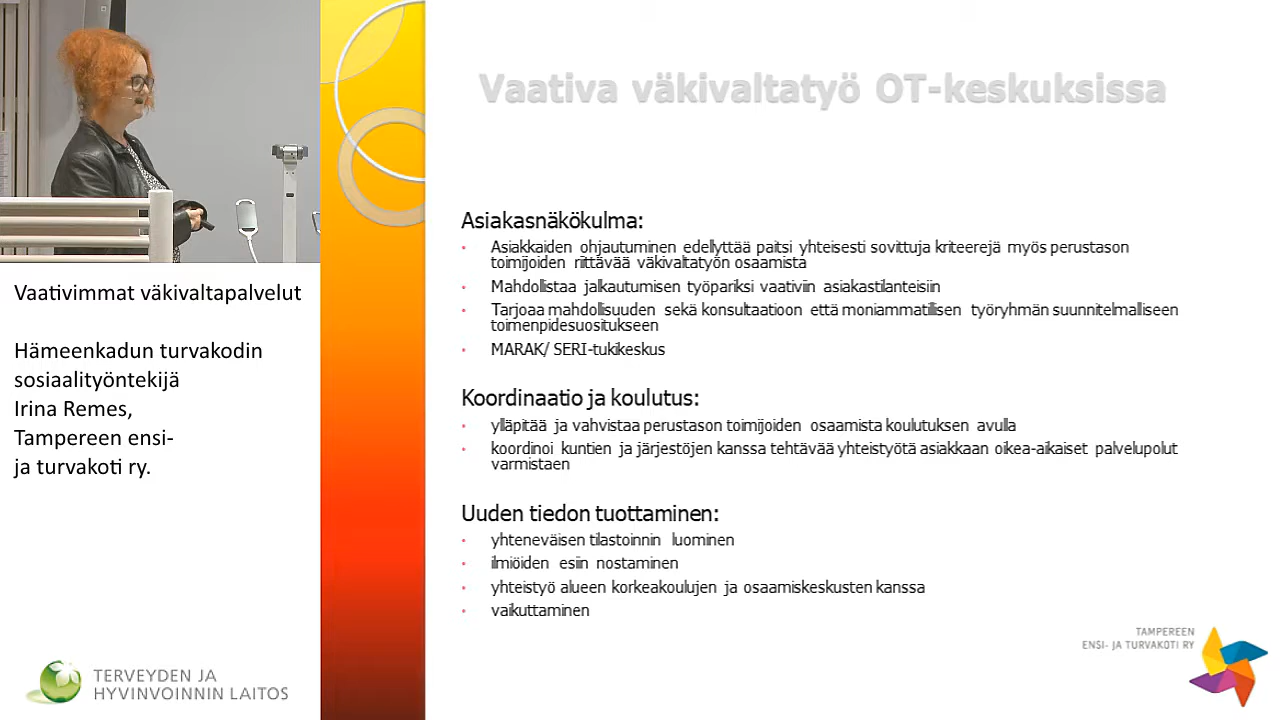 Vaativimmat väkivaltapalvelut
Hämeenkadun turvakodin
sosiaalityöntekijä
Irina Remes,
Tampereen ensi-
ja turvakoti ry.
TERVEYDEN JA
HYVINVOINNIN LAITOS
Vaativa väkivaltatyö OT-keskuksissa
Asiakasnäkökulma:
• Asiakkaiden ohjautuminen edellyttää paitsi yhteisesti sovittuja kriteerejä myös perustason
toimijoiden riittävää väkivaltatyön osaamista
• Mahdollistaa jalkautumisen työpariksi vaativiin asiakastilanteisiin
• Tarjoaa mahdollisuuden sekä konsultaatioon että moniammatillisen työryhmän suunnitelmalliseen
toimenpidesuositukseen
• MARAK/ SERI-tukikeskus
Koordinaatio ja koulutus:
• ylläpitää ja vahvistaa perustason toimijoiden osaamista koulutuksen avulla
• koordinoi kuntien ja järjestöjen kanssa tehtävää yhteistyötä asiakkaan oikea-aikaiset palvelupolut
varmistaen
Uuden tiedon tuottaminen:
• yhteneväisen tilastoinnin luominen
• ilmiöiden esiin nostaminen
• yhteistyö alueen korkeakoulujen ja osaamiskeskusten kanssa
• vaikuttaminen
TAMPEREEN
ENSI- JA TURVAKOTI RY